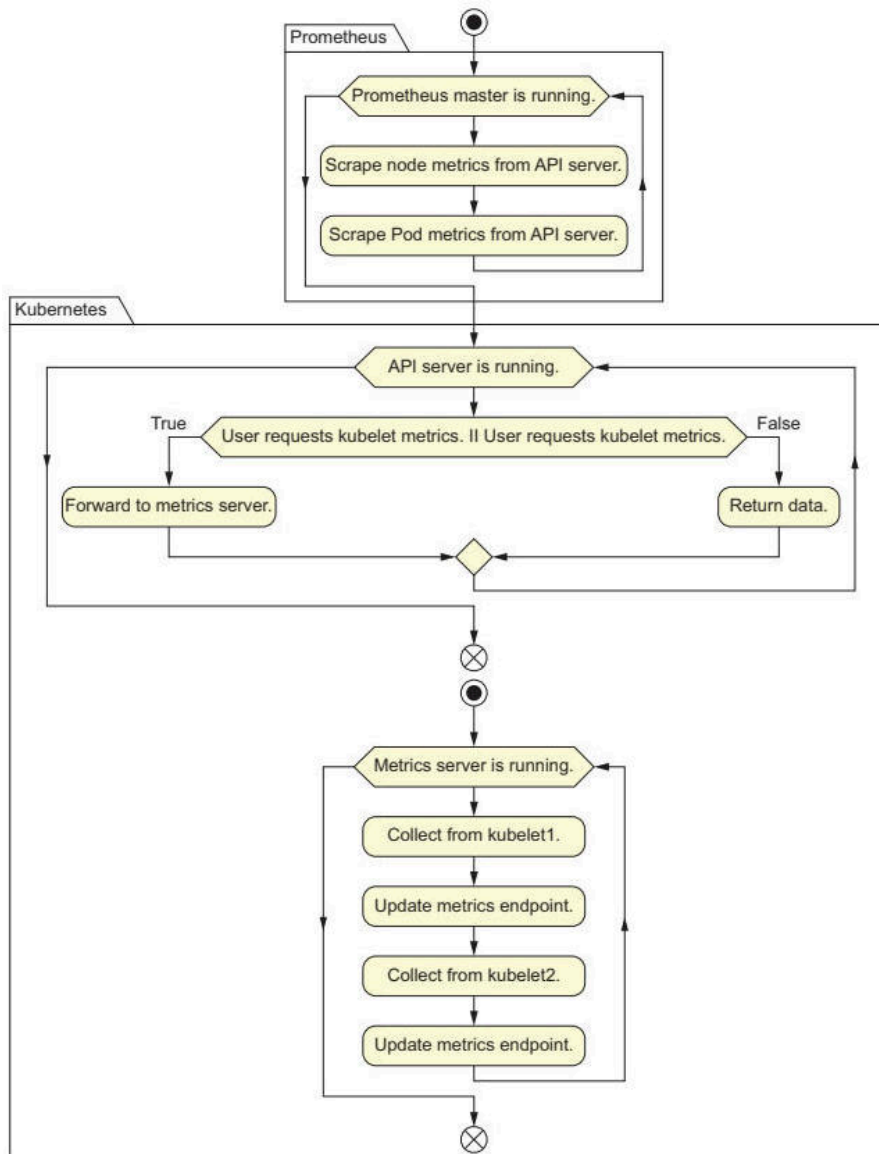 Prometheus
Prometheus master is running.
Scrape node metrics from API server.
Scrape Pod metrics from API server.
Kubernetes
API server is running.
True
User requests kubelet metrics. II User requests kubelet metrics.
False
Forward to metrics server.
Return data.
Metrics server is running.
Collect from kubelet1.
Update metrics endpoint.
Collect from kubelet2.
Update metrics endpoint.